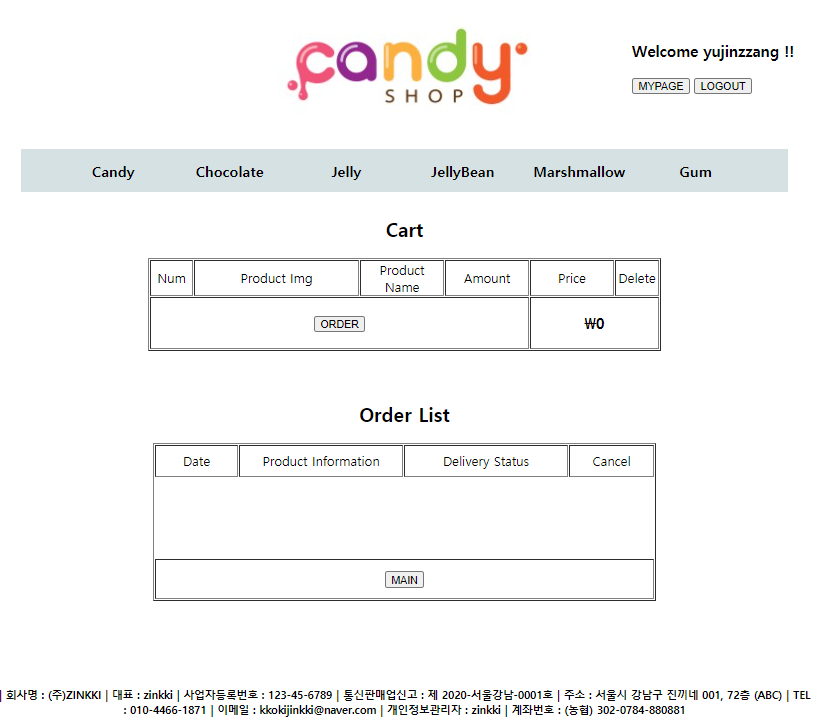 candy
SHOP
Welcome yujinzzang !!
MYPAGE LOGOUT
Candy Chocolate Jelly JellyBean Marshmallow Gum
Cart
Num Product Img Product Name Amount Price Delete
ORDER ₩0
Order List
Date Product Information Delivery Status Cancel
MAIN
| 회사명 : (주)ZINKKI | 대표 : zinkki | 사업자등록번호 : 123-45-6789 | 통신판매업신고 : 제 2020-서울강남-0001호 | 주소 : 서울시 강남구 진끼네 001, 72층 (ABC) | TEL
: 010-4466-1871 | 이메일 : kkokijinkki@naver.com | 개인정보관리자 : zinkki | 계좌번호 : (농협) 302-0784-880881